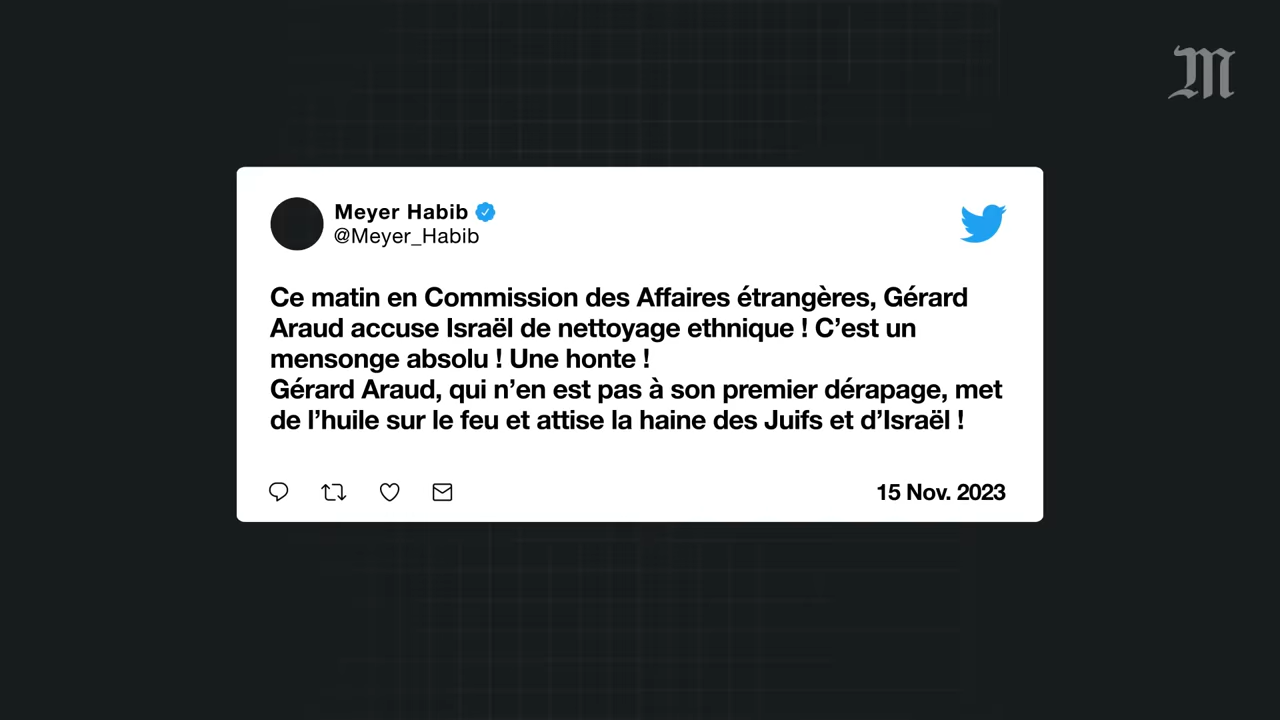 M
Meyer Habib
@Meyer_Habib
Ce matin en Commission des Affaires étrangères, Gérard
Araud accuse Israël de nettoyage ethnique ! C’est un
mensonge absolu ! Une honte !
Gérard Araud, qui n’en est pas à son premier dérapage, met
de l’huile sur le feu et attise la haine des Juifs et d’Israël !
15 Nov. 2023